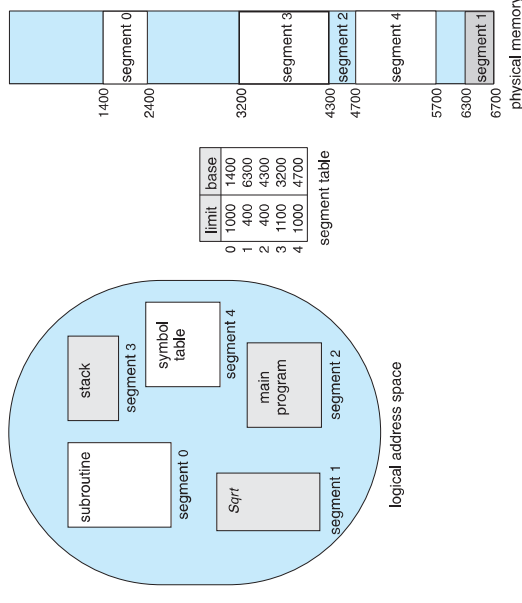 subroutine
segment 0
stack
segment 3
symbol
table
segment 4
Sqrt
segment 1
main
program
segment 2
logical address space
limit base
0 1000 1400
1 400 6300
2 400 4300
3 1100 3200
4 1000 4700
segment table
1400
segment 0
2400
3200
segment 3
4300
segment 2
4700
segment 4
5700
6300
segment 1
6700
physical memory